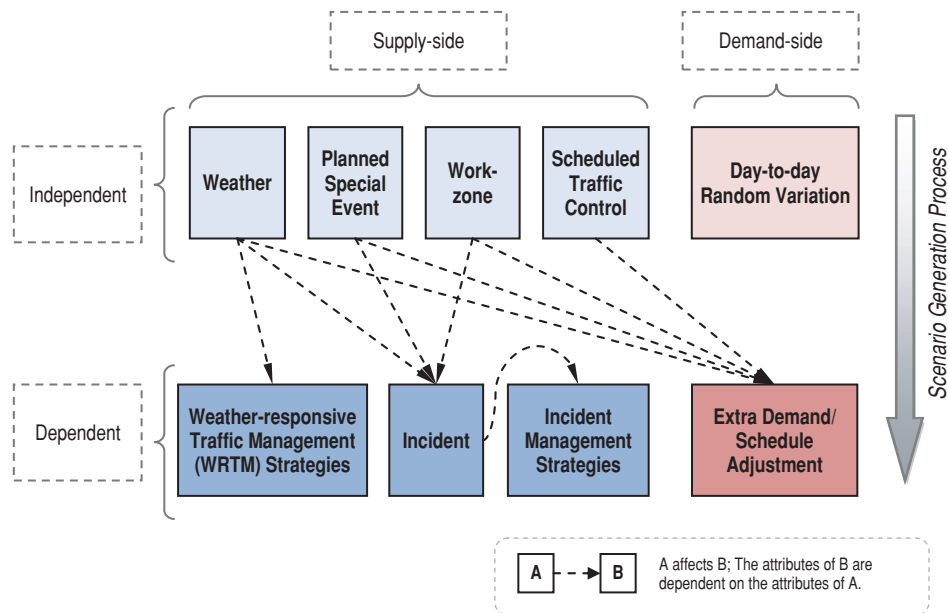 Supply-side
Demand-side
Independent
Weather
Planned
Special
Event
Work-
zone
Scheduled
Traffic
Control
Day-to-day
Random Variation
Scenario Generation Process
Dependent
Weather-responsive
Traffic Management
(WRTM) Strategies
Incident
Incident
Management
Strategies
Extra Demand/
Schedule
Adjustment
A
B
A affects B; The attributes of B are
dependent on the attributes of A.